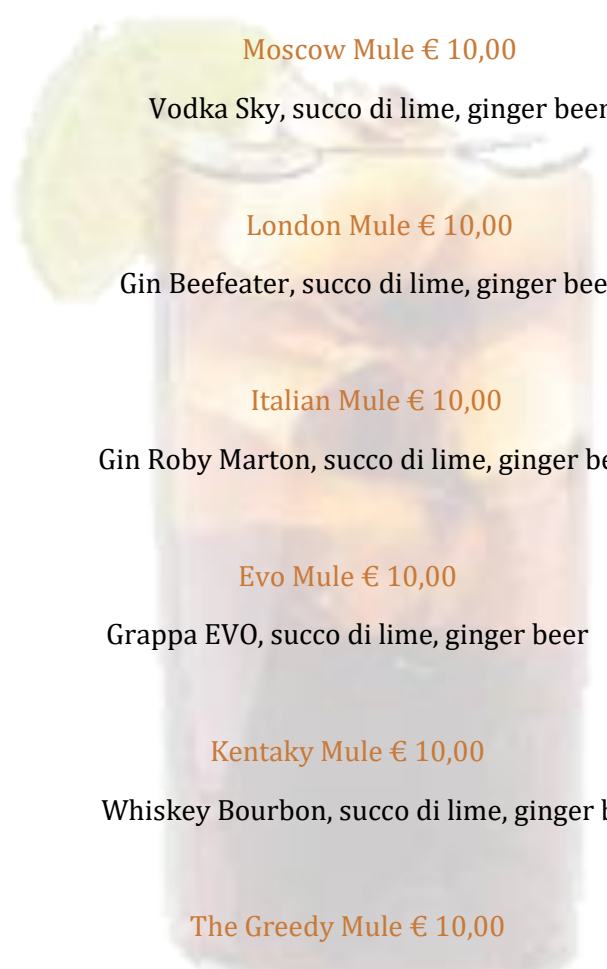 Moscow Mule € 10,00
Vodka Sky, succo di lime, ginger beer
London Mule € 10,00
Gin Beefeater, succo di lime, ginger bee
Italian Mule € 10,00
Gin Roby Marton, succo di lime, ginger be
Evo Mule € 10,00
Grappa EVO, succo di lime, ginger beer
Kentaky Mule € 10,00
Whiskey Bourbon, succo di lime, ginger b
The Greedy Mule € 10,00